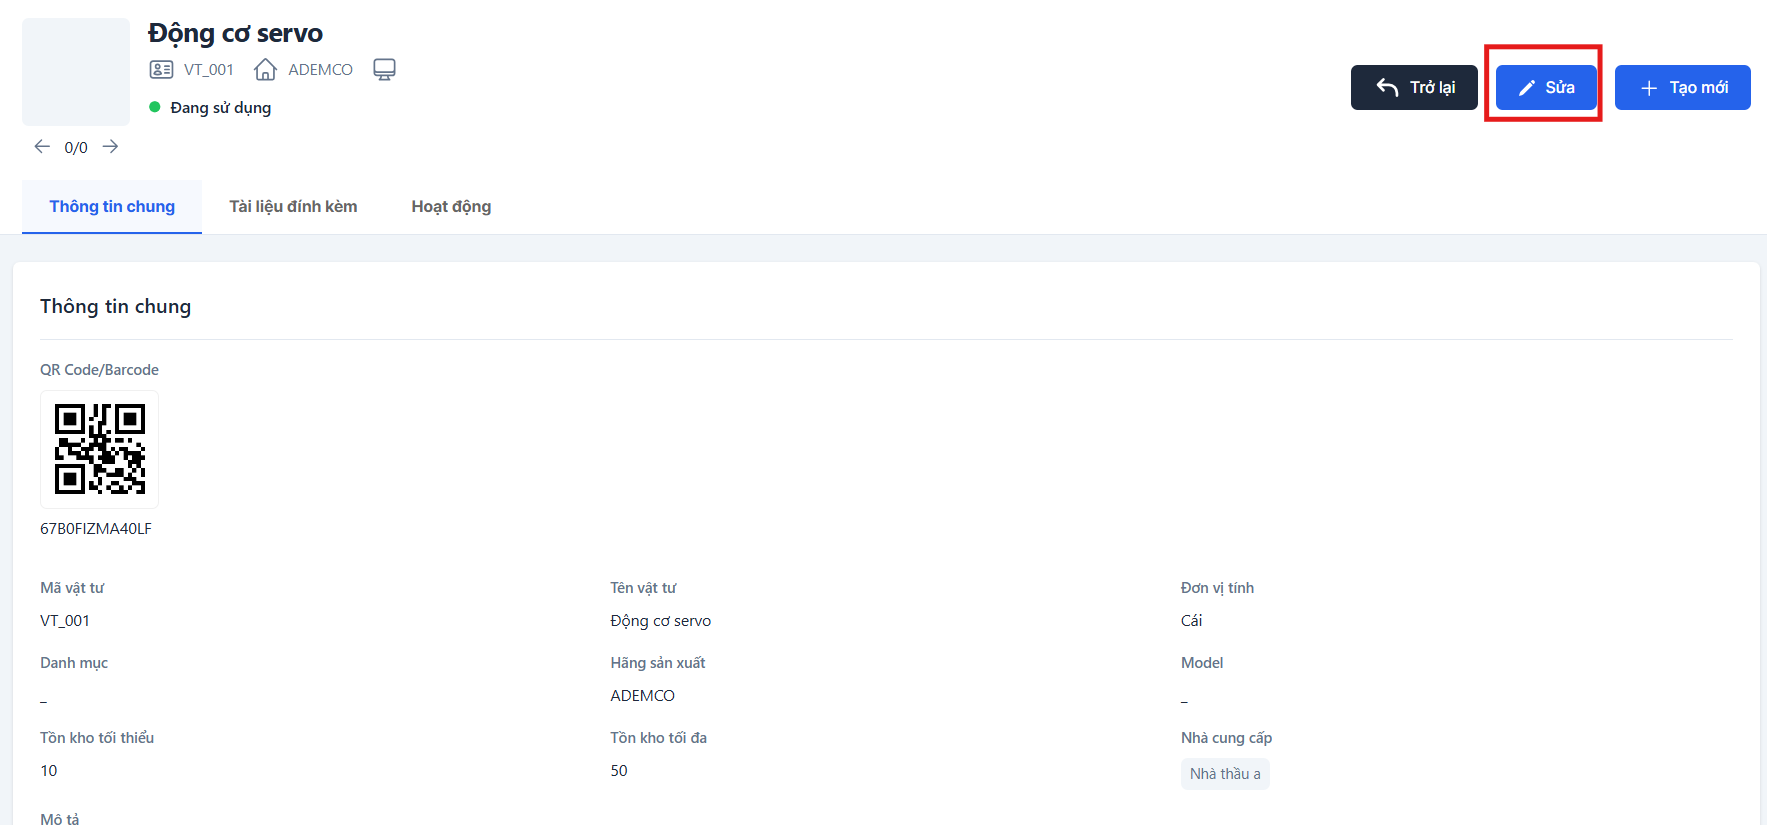 Động cơ servo
VT_001 ADEMCO
Đang sử dụng
0/0
Trở lại Sửa Tạo mới
Thông tin chung Tài liệu đính kèm Hoạt động
Thông tin chung
QR Code/Barcode
67B0FIZMA40LF
Mã vật tư Tên vật tư Đơn vị tính
VT_001 Động cơ servo Cái
Danh mục Hãng sản xuất Model
_ ADEMCO _
Tồn kho tối thiểu Tồn kho tối đa Nhà cung cấp
10 50 Nhà thầu a
Mô tả